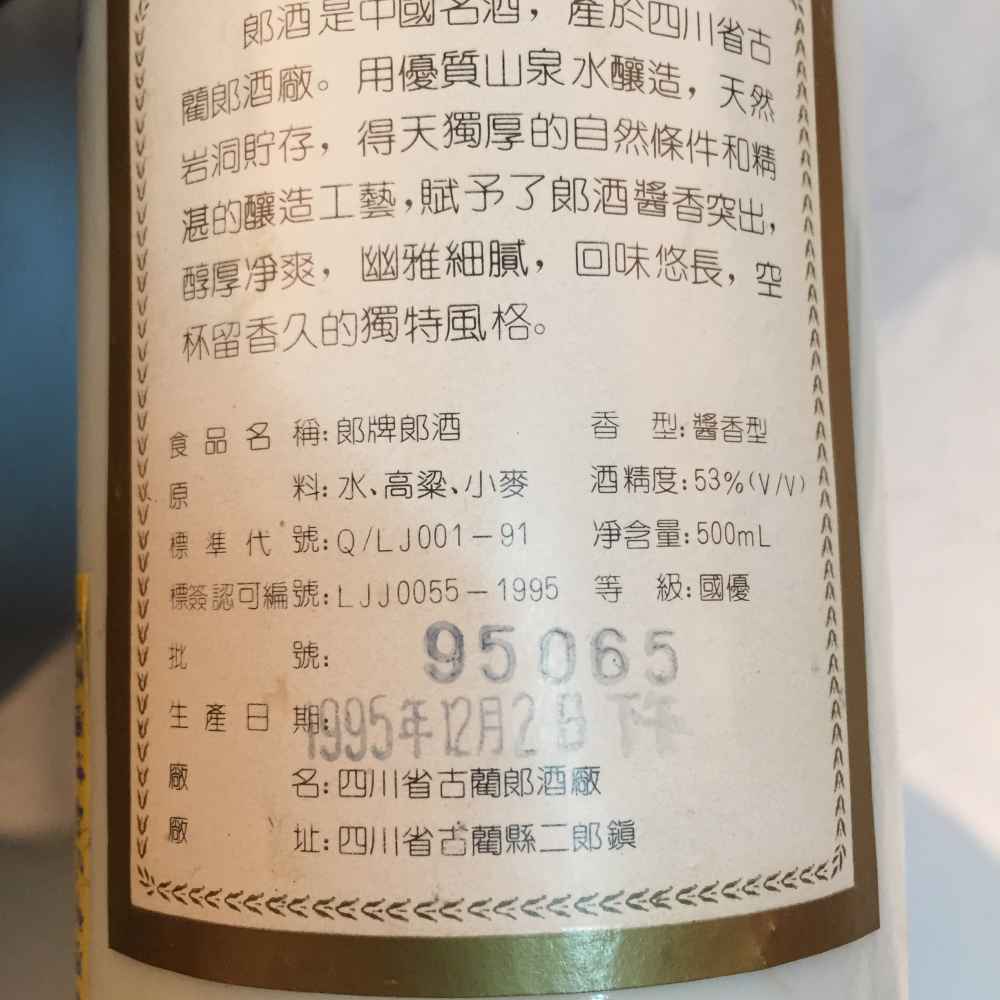 郎酒是中國名酒，產於四川省古
藺郎酒廠。用優質山泉水釀造，天然
岩洞貯存，得天獨厚的自然條件和精
湛的釀造工藝，賦予了郎酒醬香突出，
醇厚凈爽，幽雅細膩，回味悠長，空
杯留香久的獨特風格。
食品名稱：郎牌郎酒 香型：醬香型
原料：水、高粱、小麥 酒精度：53%(V/V)
標準代號：Q/LJ001－91 凈含量：500mL
標簽認可編號：LJJ0055－1995 等級：國優
批號：95065
生產日期：1995年12月2日 下午
廠名：四川省古藺郎酒廠
廠址：四川省古藺縣二郎鎮